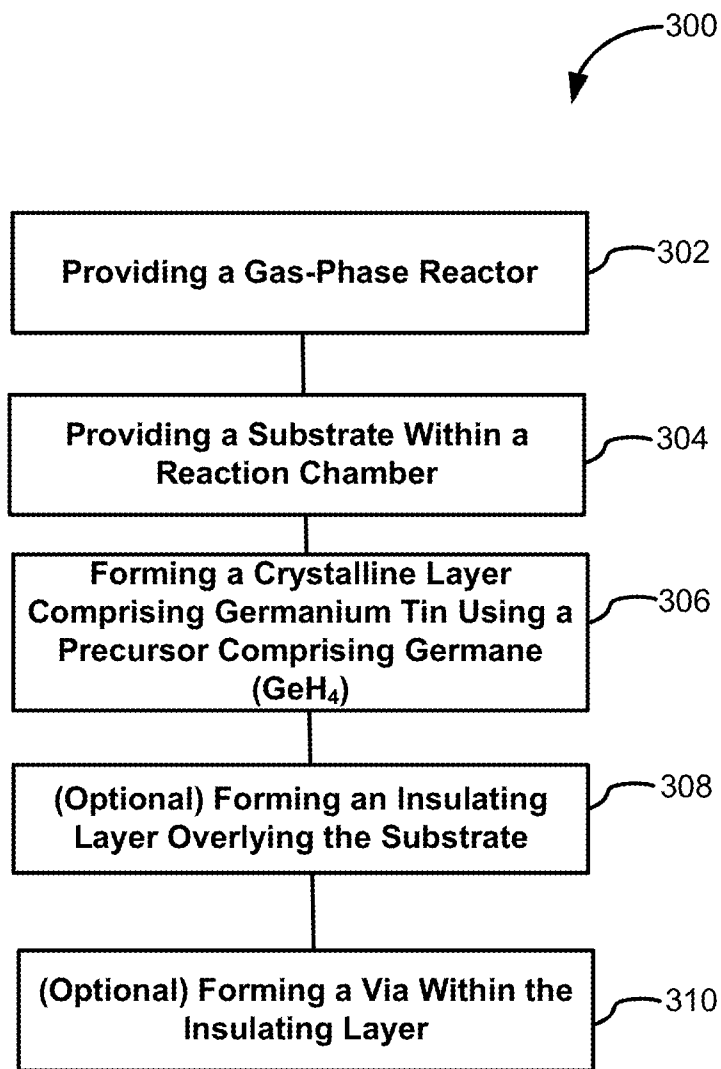 300
Providing a Gas-Phase Reactor
302
Providing a Substrate Within a
Reaction Chamber
304
Forming a Crystalline Layer
Comprising Germanium Tin Using a
Precursor Comprising Germane
(GeH₄)
306
(Optional) Forming an Insulating
Layer Overlying the Substrate
308
(Optional) Forming a Via Within the
Insulating Layer
310